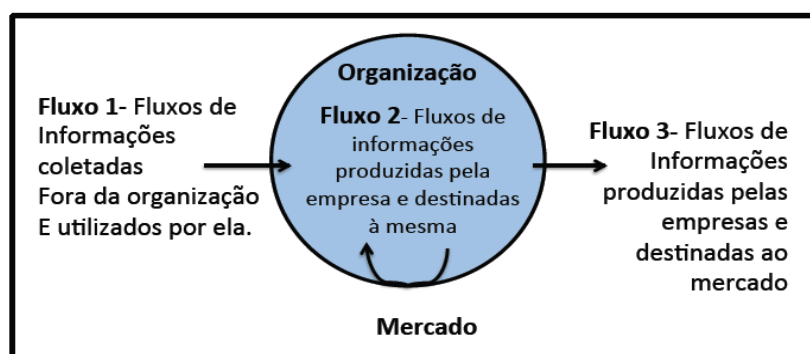 Fluxo 1- Fluxos de
Informações
coletadas
Fora da organização
E utilizados por ela.
Organização
Fluxo 2- Fluxos de
informações
produzidas pela
empresa e destinadas
à mesma
Fluxo 3- Fluxos de
Informações
produzidas pelas
empresas e
destinadas ao
mercado
Mercado